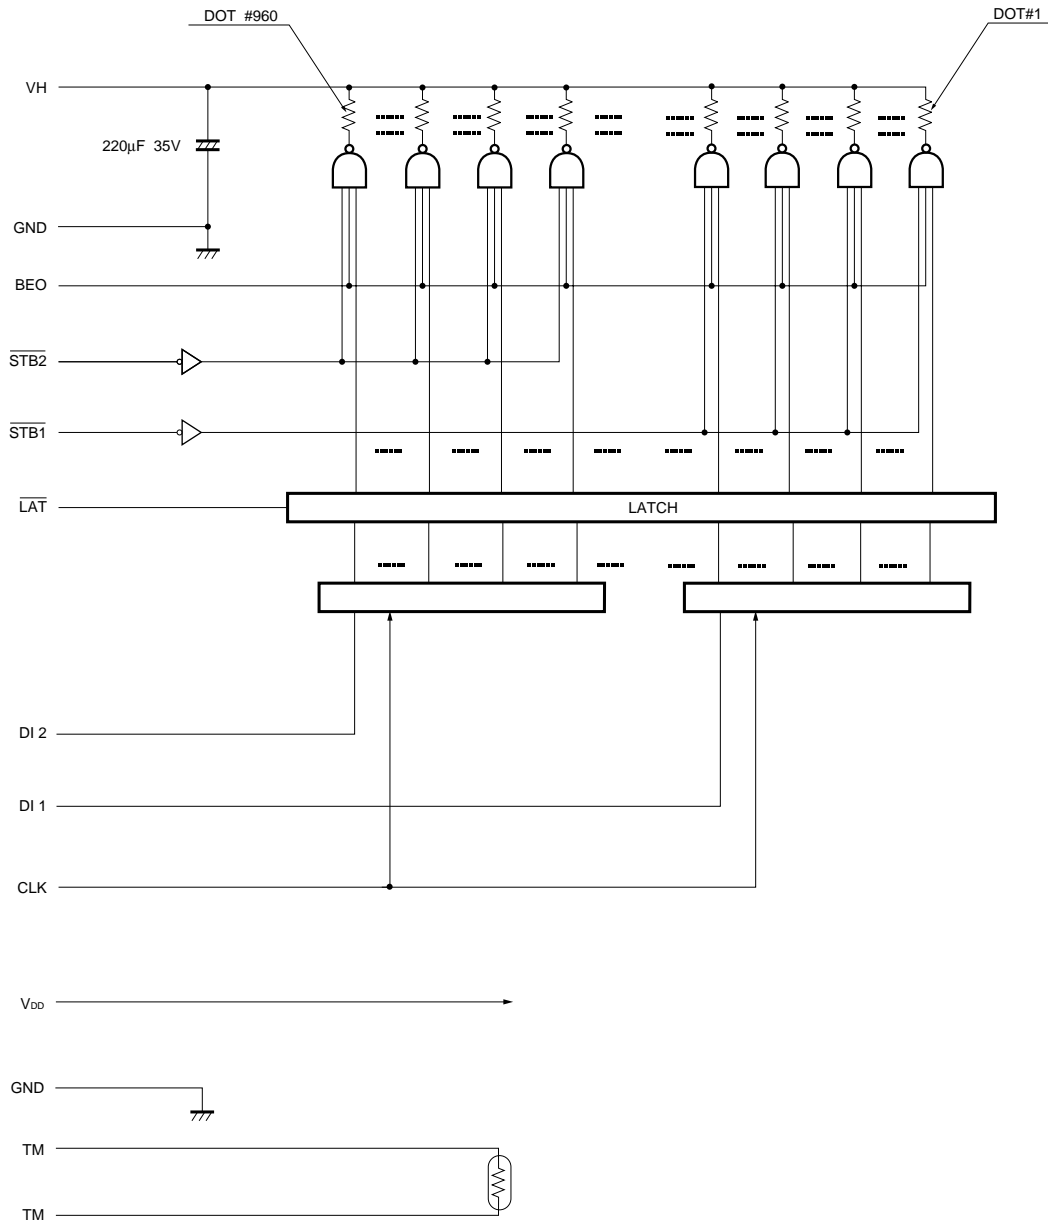 DOT #960
DOT#1
VH
220μF 35V
GND
BEO
STB2
STB1
LAT
LATCH
DI 2
DI 1
CLK
VDD
GND
TM
TM